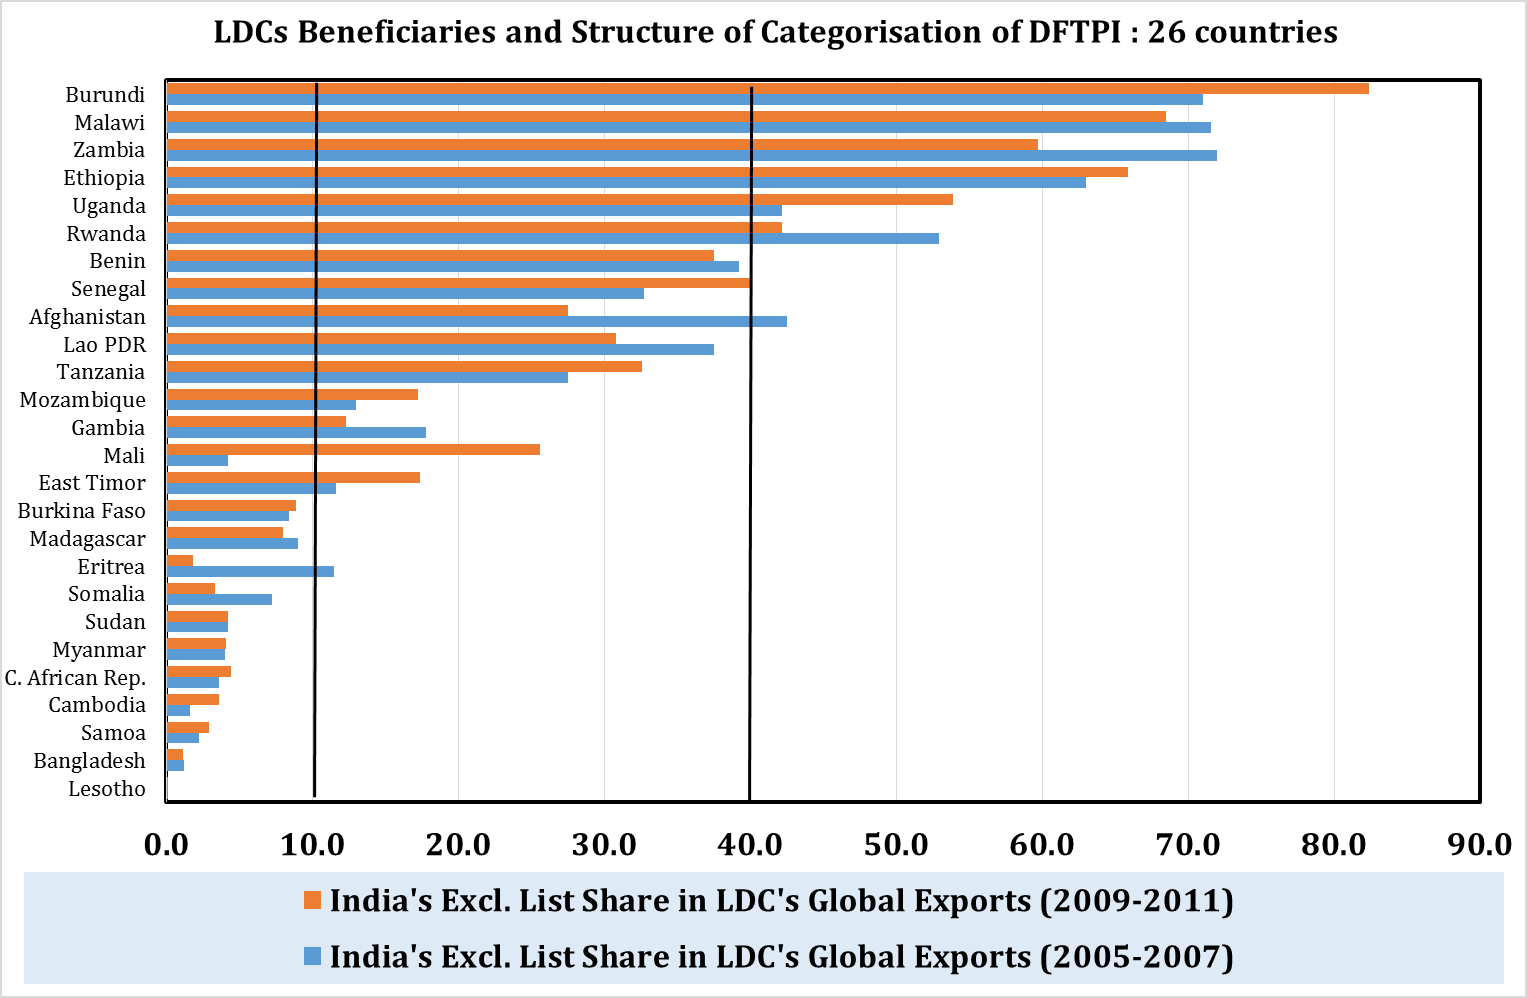 LDCs Beneficiaries and Structure of Categorisation of DFTPI : 26 countries
Burundi
Malawi
Zambia
Ethiopia
Uganda
Rwanda
Benin
Senegal
Afghanistan
Lao PDR
Tanzania
Mozambique
Gambia
Mali
East Timor
Burkina Faso
Madagascar
Eritrea
Somalia
Sudan
Myanmar
C. African Rep.
Cambodia
Samoa
Bangladesh
Lesotho
0.0 10.0 20.0 30.0 40.0 50.0 60.0 70.0 80.0 90.0
India's Excl. List Share in LDC's Global Exports (2009-2011)
India's Excl. List Share in LDC's Global Exports (2005-2007)